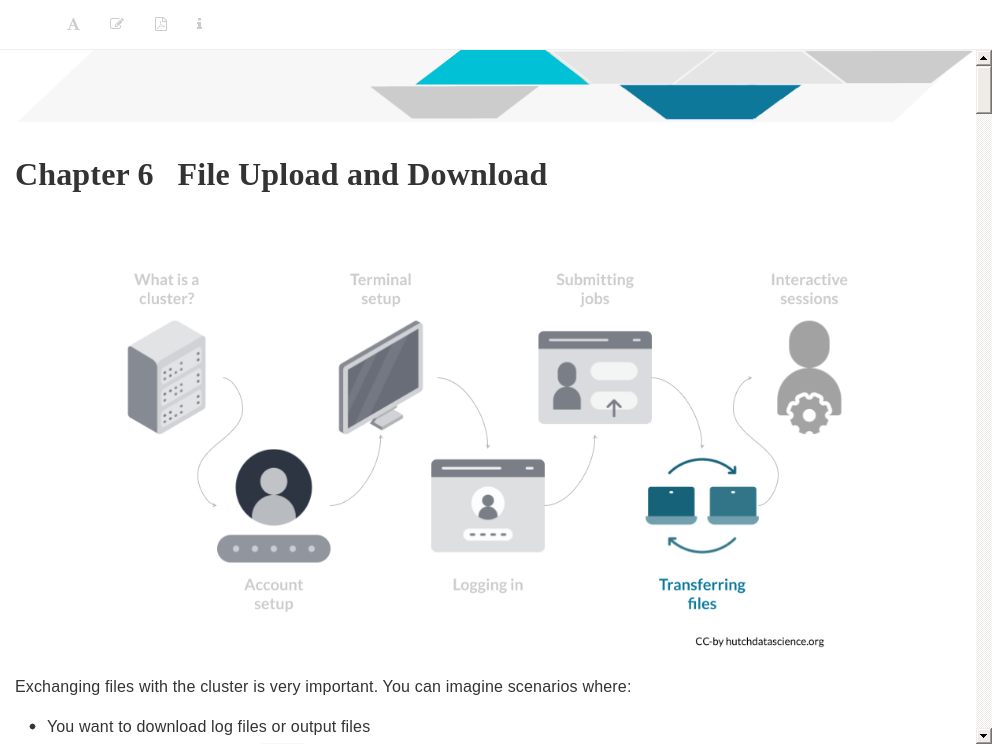 Chapter 6 File Upload and Download
What is a
cluster?
Terminal
setup
Submitting
jobs
Interactive
sessions
Account
setup
Logging in
Transferring
files
CC-by hutchdatascience.org
Exchanging files with the cluster is very important. You can imagine scenarios where:
• You want to download log files or output files